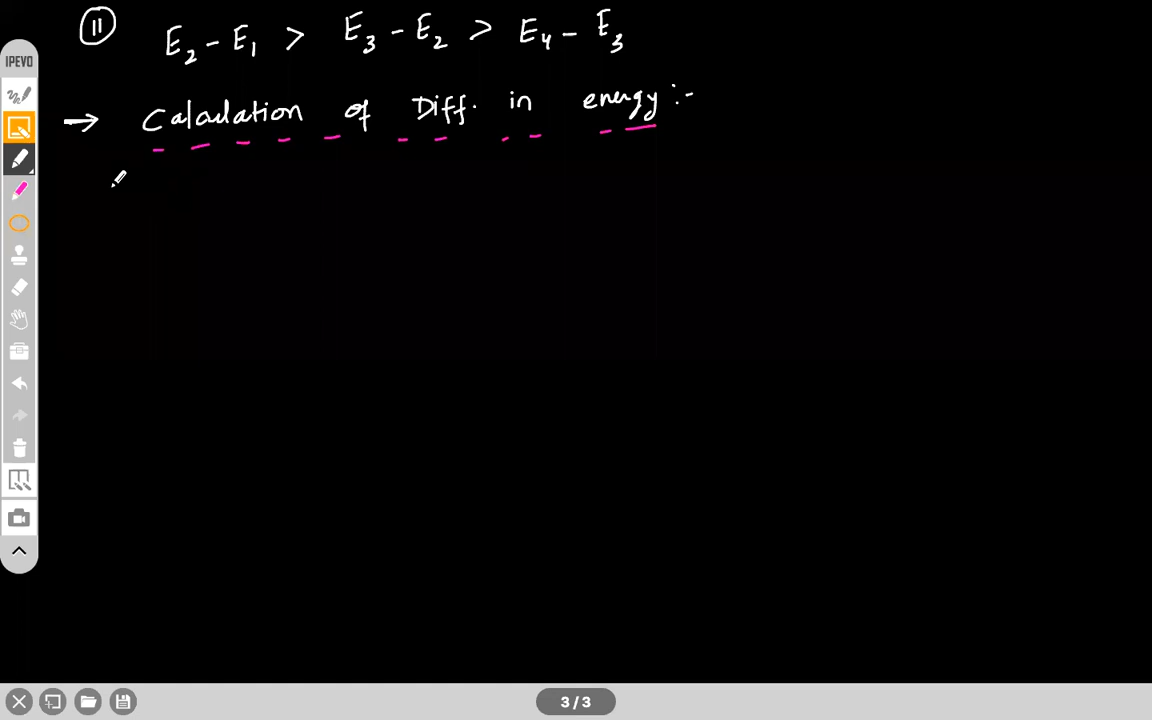 IPEVO
11 E₂ - E₁ > E₃ - E₂ > E₄ - E₃
→ Calculation of Diff. in energy :-
3/3